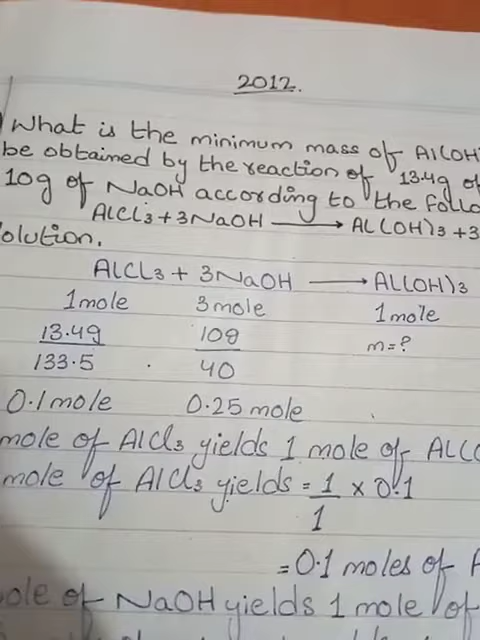 2012.
What is the minimum mass of Al(OH)
be obtained by the reaction of 13.4g of
10g of NaOH according to the follo
AlCl3 + 3NaOH ⟶ Al(OH)3 + 3
olution.
AlCl3 + 3NaOH ⟶ Al(OH)3
1mole 3mole 1mole
13.4g 10g m=?
133.5 40
0.1mole 0.25 mole
mole of AlCl3 yields 1 mole of Al(O
mole of AlCl3 yields = 1 × 0.1
1
= 0.1 moles of A
ole of NaOH yields 1 mole of